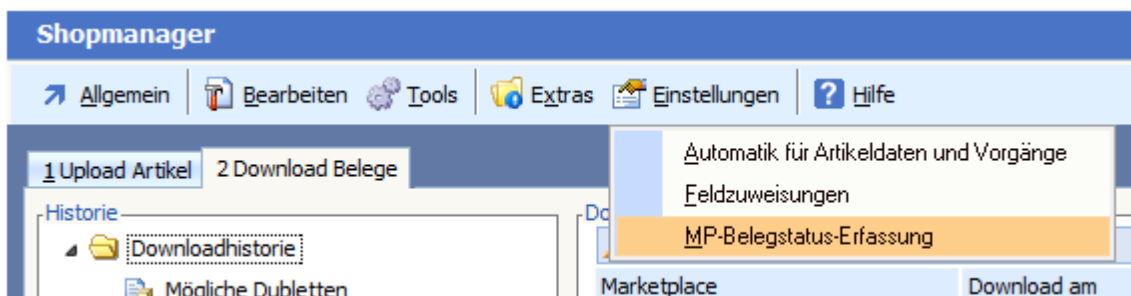 Shopmanager
Allgemein Bearbeiten Tools Extras Einstellungen Hilfe
Automatik für Artikeldaten und Vorgänge
1 Upload Artikel 2 Download Belege
Feldzuweisungen
Historie Do
Downloadhistorie MP-Belegstatus-Erfassung
Mögliche Dubletten Marketplace Download am